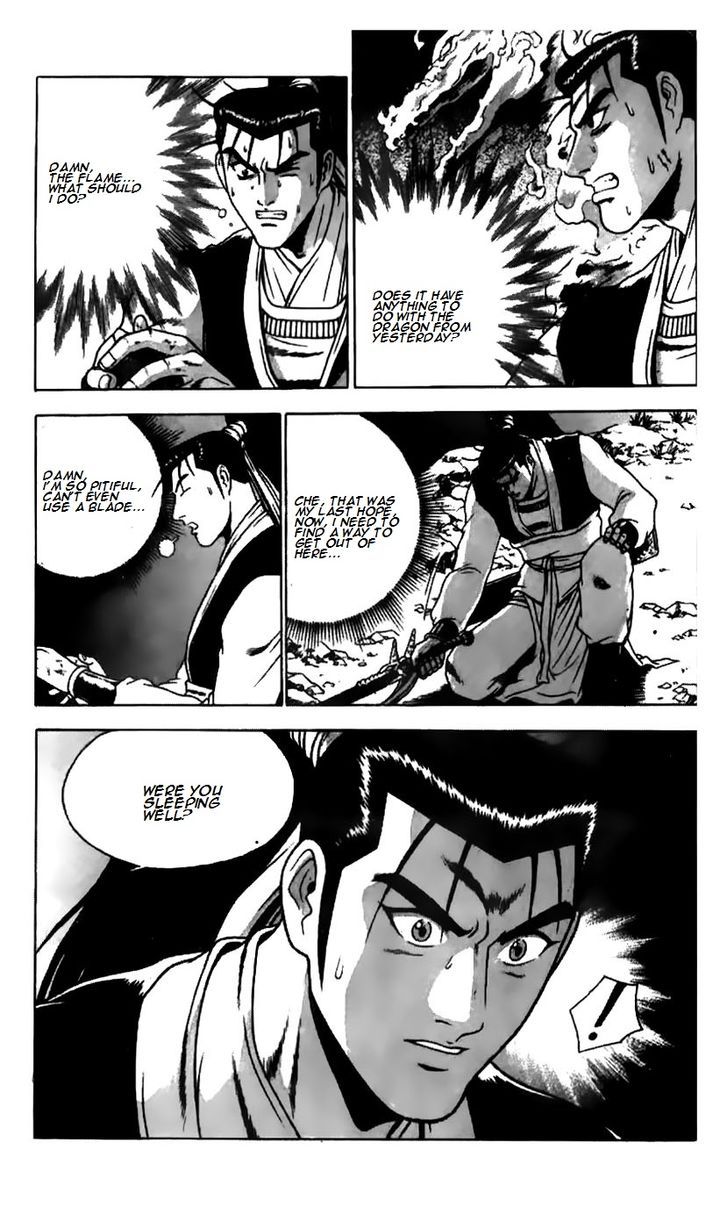 DAMN,
THE FLAME...
WHAT SHOULD
I DO?
DOES IT HAVE
ANYTHING TO
DO WITH THE
DRAGON FROM
YESTERDAY?
DAMN,
I'M SO PITIFUL,
CAN'T EVEN
USE A BLADE...
CHE, THAT WAS
MY LAST HOPE,
NOW, I NEED TO
FIND A WAY TO
GET OUT OF
HERE...
WERE YOU
SLEEPING
WELL?
!